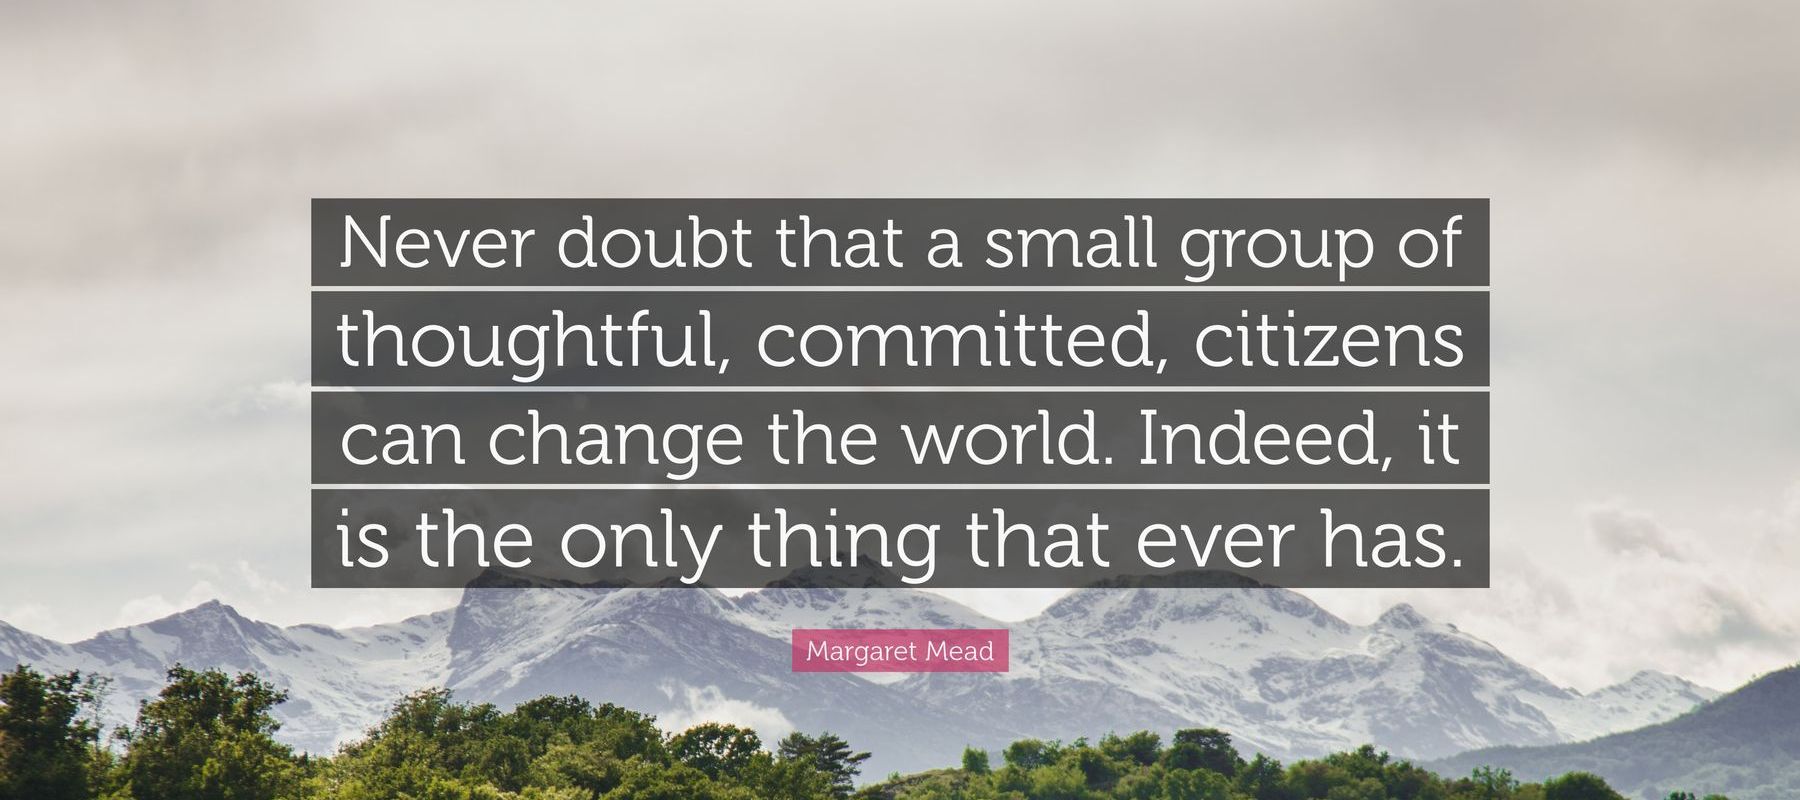 Never doubt that a small group of
thoughtful, committed, citizens
can change the world. Indeed, it
is the only thing that ever has.
Margaret Mead